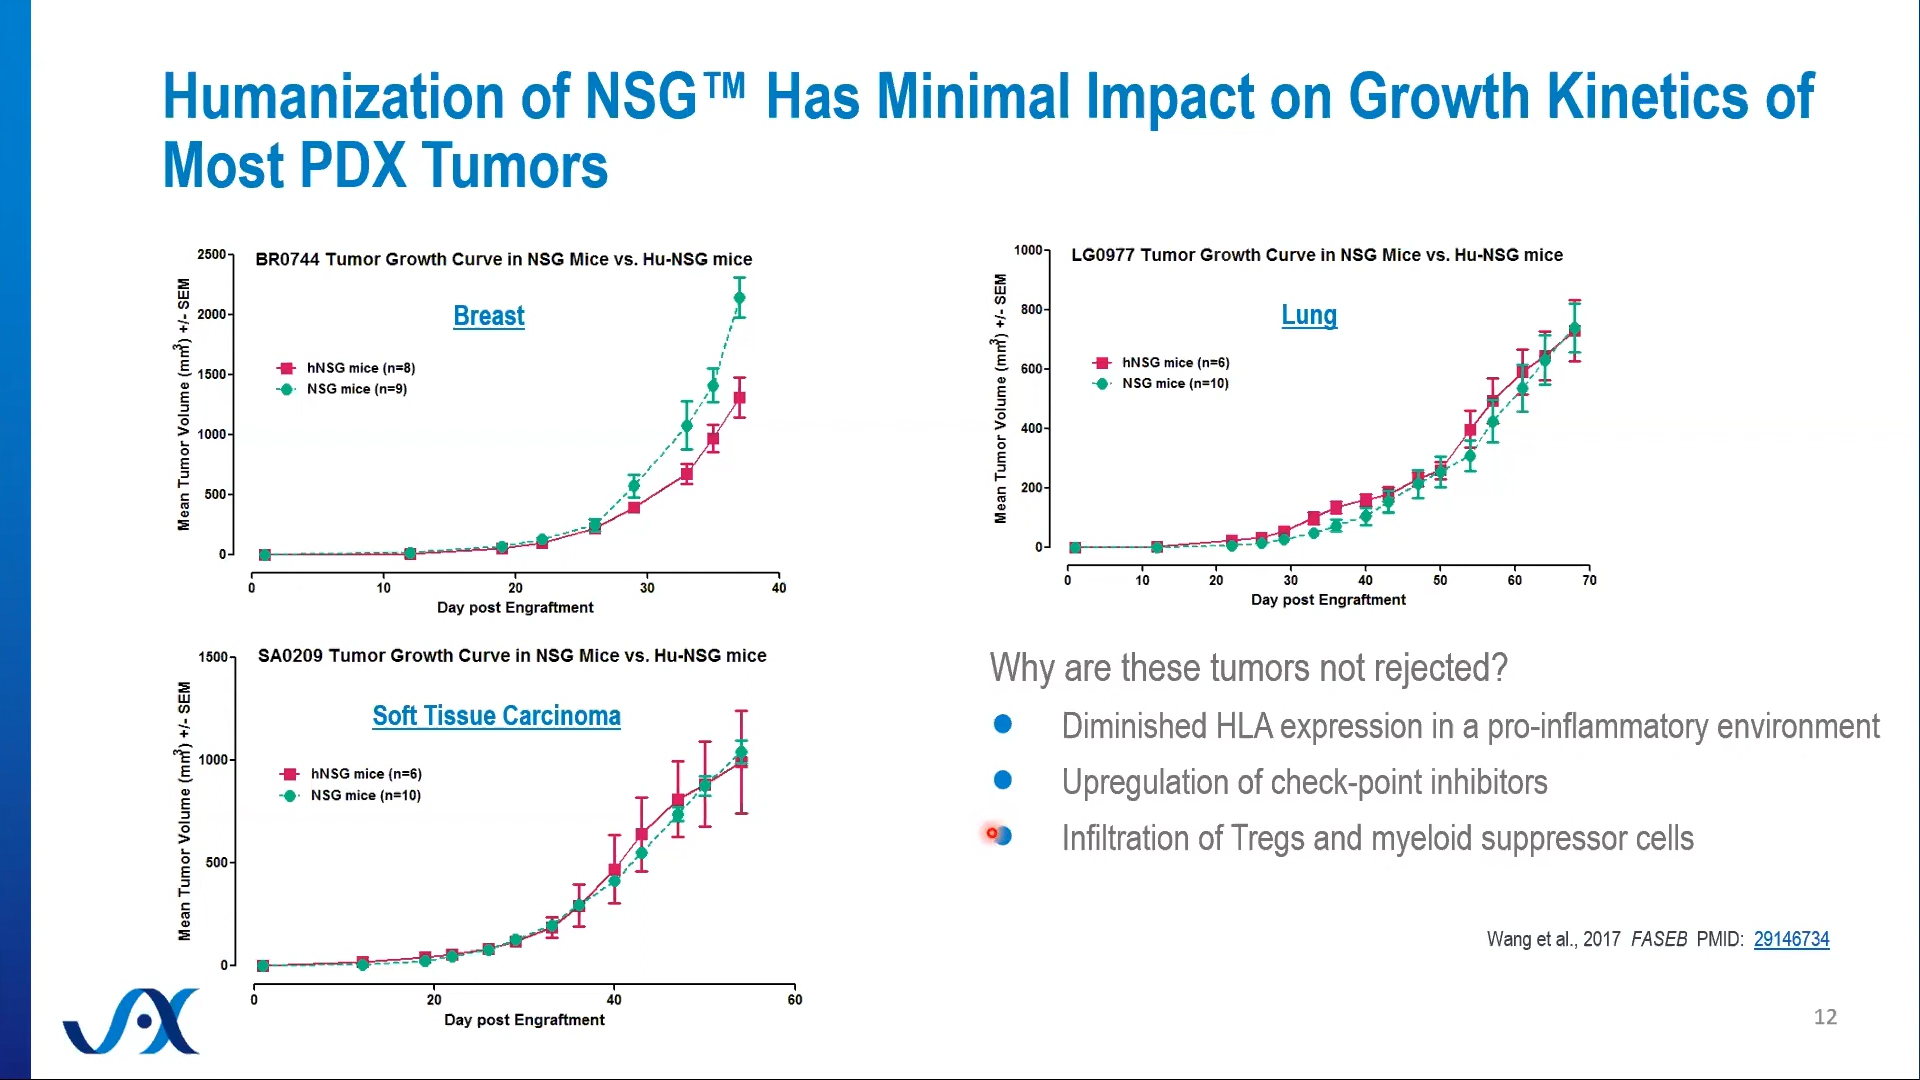 Humanization of NSG™ Has Minimal Impact on Growth Kinetics of
Most PDX Tumors
BR0744 Tumor Growth Curve in NSG Mice vs. Hu-NSG mice
Breast
hNSG mice (n=8)
NSG mice (n=9)
Mean Tumor Volume (mm³) +/- SEM
2500
2000
1500
1000
500
0
0 10 20 30 40
Day post Engraftment
LG0977 Tumor Growth Curve in NSG Mice vs. Hu-NSG mice
Lung
hNSG mice (n=6)
NSG mice (n=10)
Mean Tumor Volume (mm³) +/- SEM
1000
800
600
400
200
0
0 10 20 30 40 50 60 70
Day post Engraftment
SA0209 Tumor Growth Curve in NSG Mice vs. Hu-NSG mice
Soft Tissue Carcinoma
hNSG mice (n=6)
NSG mice (n=10)
Mean Tumor Volume (mm³) +/- SEM
1500
1000
500
0
0 20 40 60
Day post Engraftment
Why are these tumors not rejected?
Diminished HLA expression in a pro-inflammatory environment
Upregulation of check-point inhibitors
Infiltration of Tregs and myeloid suppressor cells
Wang et al., 2017 FASEB PMID: 29146734
JAX
12